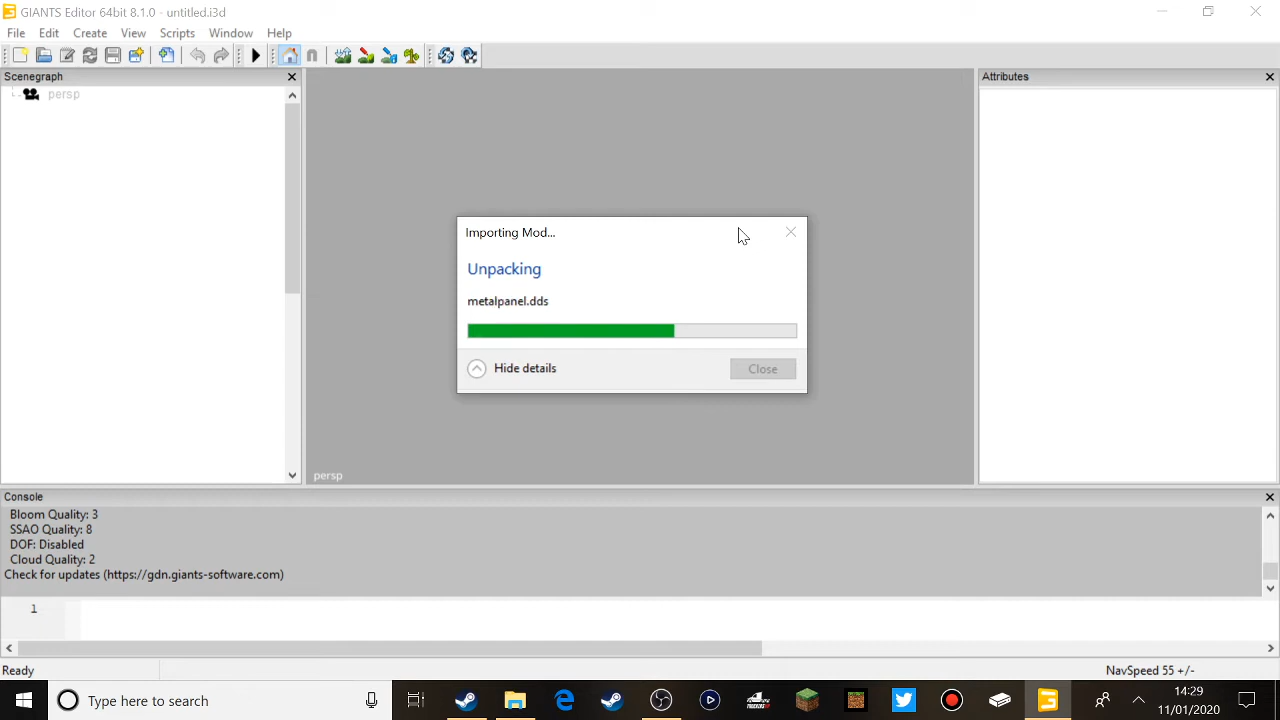 GIANTS Editor 64bit 8.1.0 - untitled.i3d
File Edit Create View Scripts Window Help
Scenegraph
persp
Attributes
Importing Mod...
Unpacking
metalpanel.dds
Hide details
Close
persp
Console
Bloom Quality: 3
SSAO Quality: 8
DOF: Disabled
Cloud Quality: 2
Check for updates (https://gdn.giants-software.com)
1
Ready
NavSpeed 55 +/-
Type here to search
14:29
11/01/2020